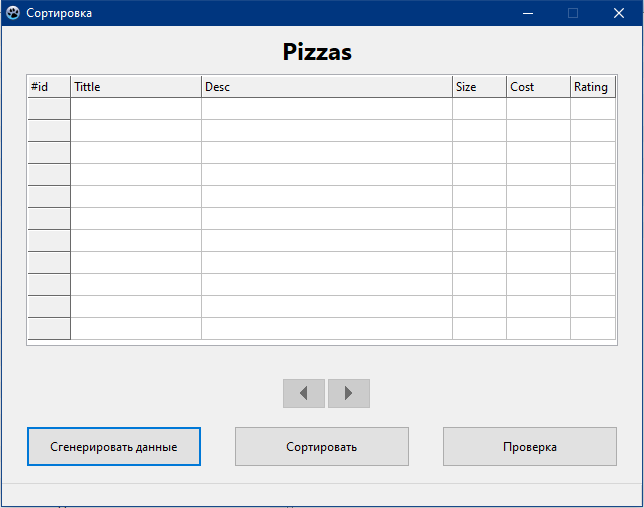 Сортировка
Pizzas
#id Tittle Desc Size Cost Rating
Сгенерировать данные Сортировать Проверка